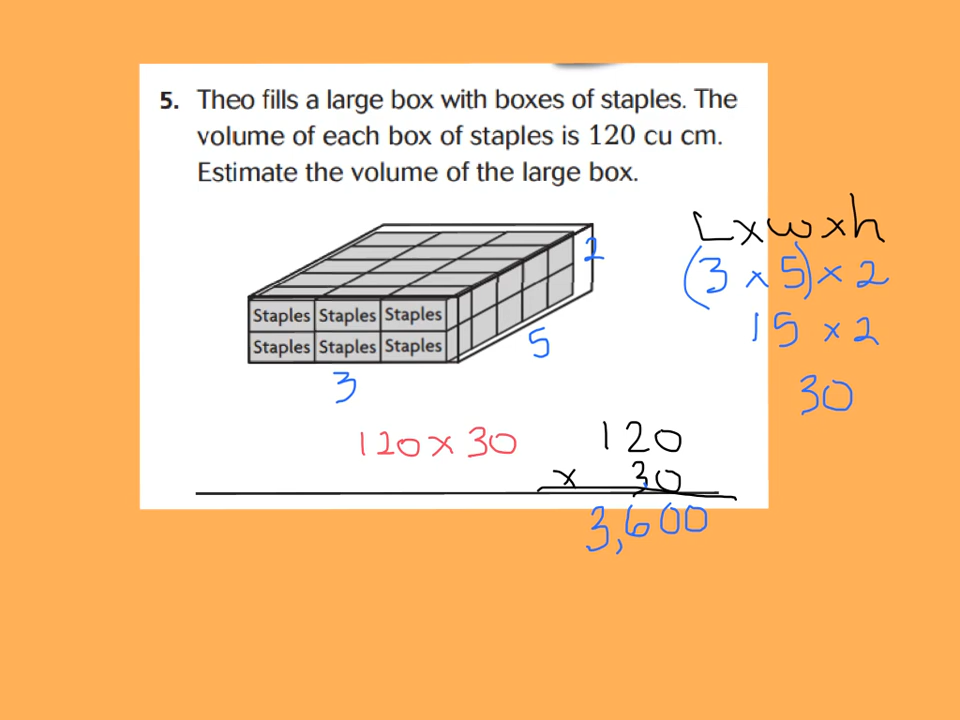 5. Theo fills a large box with boxes of staples. The
volume of each box of staples is 120 cu cm.
Estimate the volume of the large box.
L x w x h
(3 x 5) x 2
15 x 2
30
2
Staples Staples Staples
Staples Staples Staples
5
3
120 x 30
120
x 30
3,600